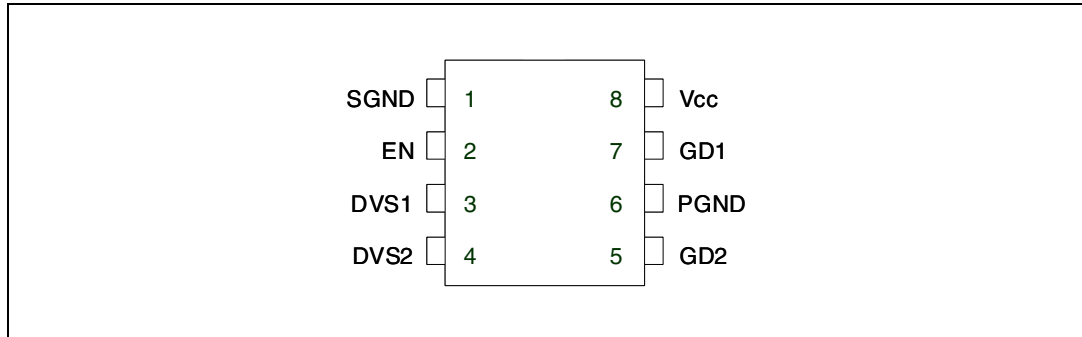 SGND 1 8 Vcc
EN 2 7 GD1
DVS1 3 6 PGND
DVS2 4 5 GD2